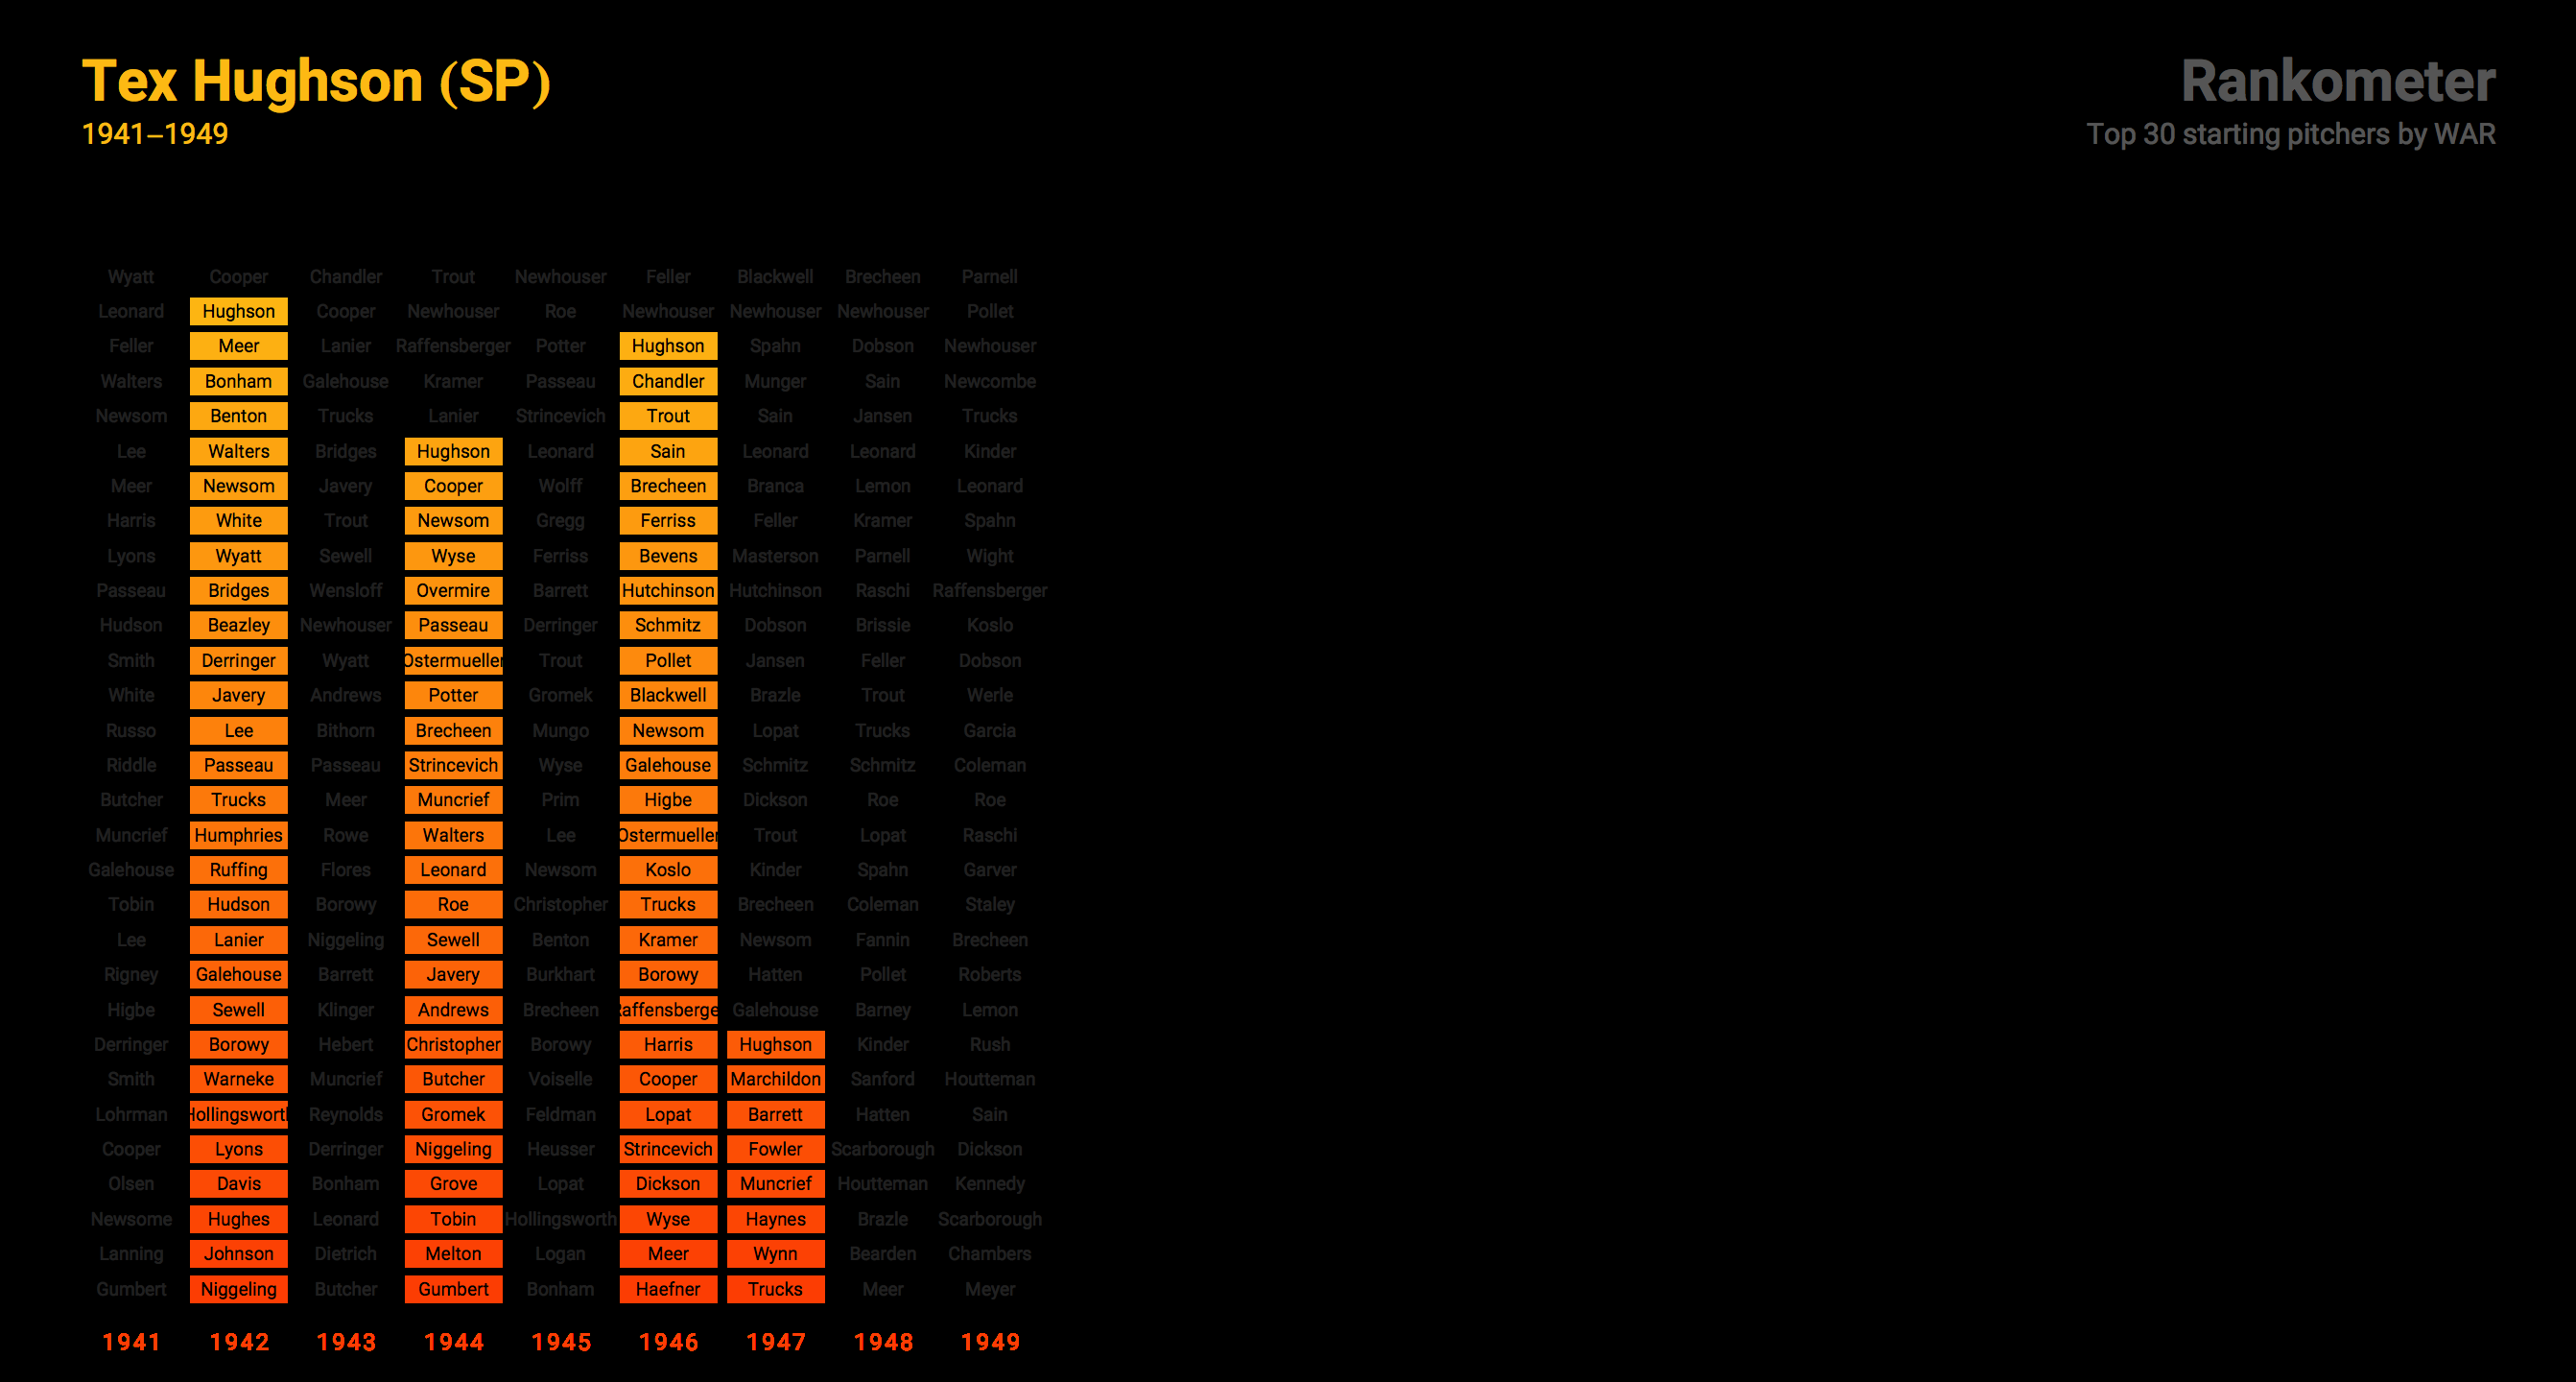 Tex Hughson (SP)
1941–1949
Rankometer
Top 30 starting pitchers by WAR
Wyatt Cooper Chandler Trout Newhouser Feller Blackwell Brecheen Parnell
Leonard Hughson Cooper Newhouser Roe Newhouser Newhouser Newhouser Pollet
Feller Meer Lanier Raffensberger Potter Hughson Spahn Dobson Newhouser
Walters Bonham Galehouse Kramer Passeau Chandler Munger Sain Newcombe
Newsom Benton Trucks Lanier Strincevich Trout Sain Jansen Trucks
Lee Walters Bridges Hughson Leonard Sain Leonard Leonard Kinder
Meer Newsom Javery Cooper Wolff Brecheen Branca Lemon Leonard
Harris White Trout Newsom Gregg Ferriss Feller Kramer Spahn
Lyons Wyatt Sewell Wyse Ferriss Bevens Masterson Parnell Wight
Passeau Bridges Wensloff Overmire Barrett Hutchinson Hutchinson Raschi Raffensberger
Hudson Beazley Newhouser Passeau Derringer Schmitz Dobson Brissie Koslo
Smith Derringer Wyatt Ostermueller Trout Pollet Jansen Feller Dobson
White Javery Andrews Potter Gromek Blackwell Brazle Trout Werle
Russo Lee Bithorn Brecheen Mungo Newsom Lopat Trucks Garcia
Riddle Passeau Passeau Strincevich Wyse Galehouse Schmitz Schmitz Coleman
Butcher Trucks Meer Muncrief Prim Higbe Dickson Roe Roe
Muncrief Humphries Rowe Walters Lee Ostermueller Trout Lopat Raschi
Galehouse Ruffing Flores Leonard Newsom Koslo Kinder Spahn Garver
Tobin Hudson Borowy Roe Christopher Trucks Brecheen Coleman Staley
Lee Lanier Niggeling Sewell Benton Kramer Newsom Fannin Brecheen
Rigney Galehouse Barrett Javery Burkhart Borowy Hatten Pollet Roberts
Higbe Sewell Klinger Andrews Brecheen affensberge Galehouse Barney Lemon
Derringer Borowy Hebert Christopher Borowy Harris Hughson Kinder Rush
Smith Warneke Muncrief Butcher Voiselle Cooper Marchildon Sanford Houtteman
Lohrman Hollingsworth Reynolds Gromek Feldman Lopat Barrett Hatten Sain
Cooper Lyons Derringer Niggeling Heusser Strincevich Fowler Scarborough Dickson
Olsen Davis Bonham Grove Lopat Dickson Muncrief Houtteman Kennedy
Newsome Hughes Leonard Tobin Hollingsworth Wyse Haynes Brazle Scarborough
Lanning Johnson Dietrich Melton Logan Meer Wynn Bearden Chambers
Gumbert Niggeling Butcher Gumbert Bonham Haefner Trucks Meer Meyer
1941 1942 1943 1944 1945 1946 1947 1948 1949